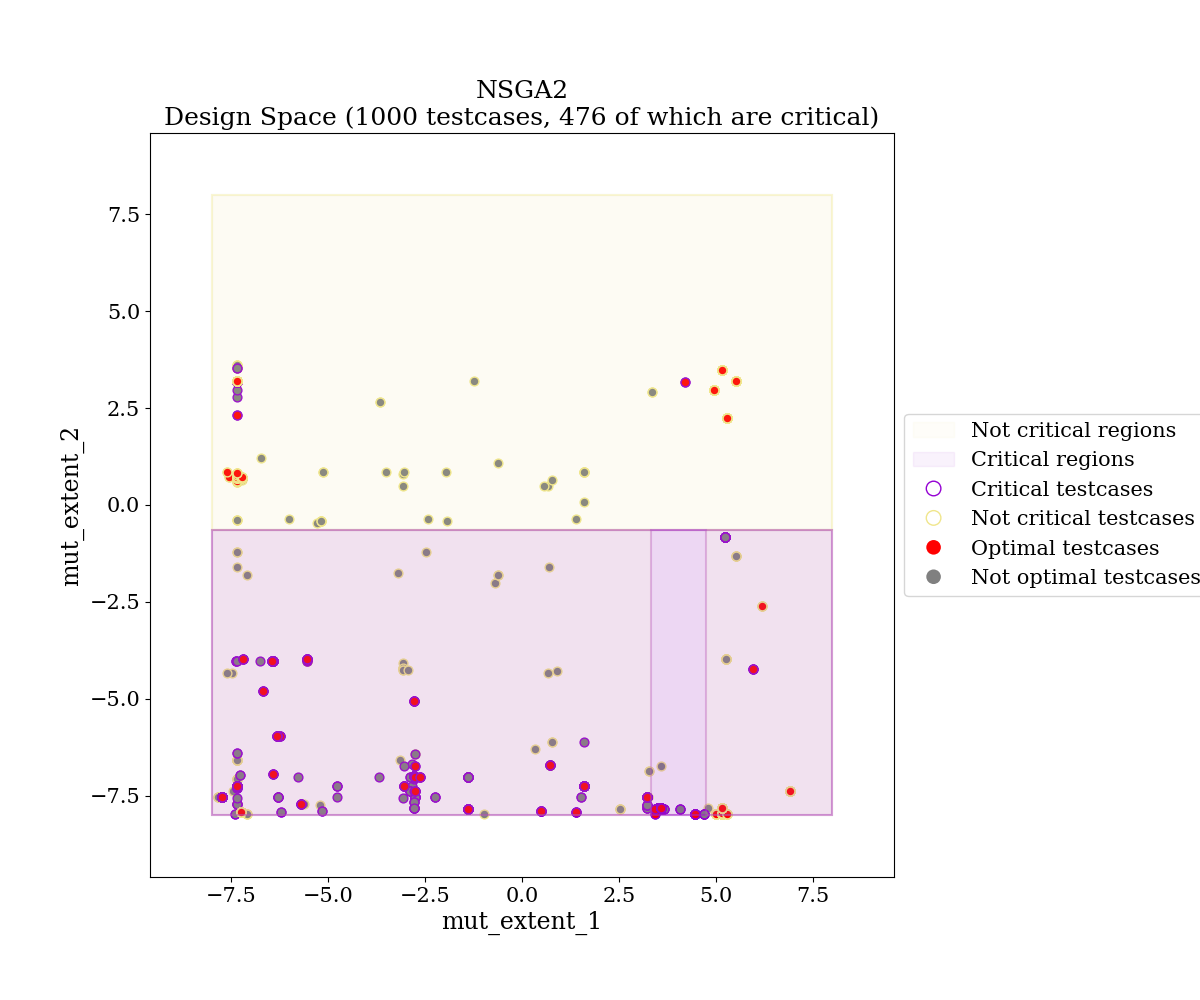 NSGA2
Design Space (1000 testcases, 476 of which are critical)
mut_extent_2
7.5
5.0
2.5
0.0
−2.5
−5.0
−7.5
−7.5
−5.0
−2.5
0.0
2.5
5.0
7.5
mut_extent_1
Not critical regions
Critical regions
Critical testcases
Not critical testcases
Optimal testcases
Not optimal testcases